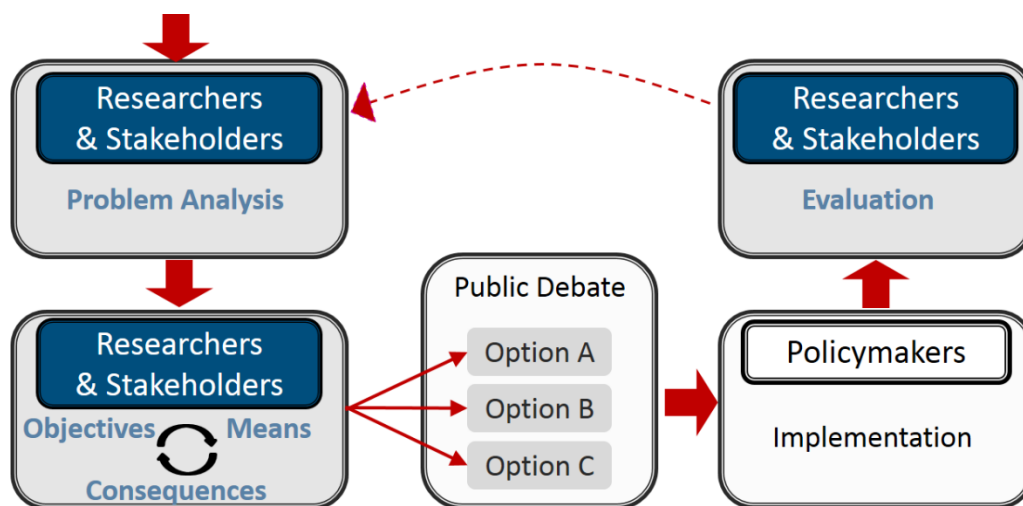 Researchers
& Stakeholders
Problem Analysis
Researchers
& Stakeholders
Objectives Means
Consequences
Public Debate
Option A
Option B
Option C
Policymakers
Implementation
Researchers
& Stakeholders
Evaluation